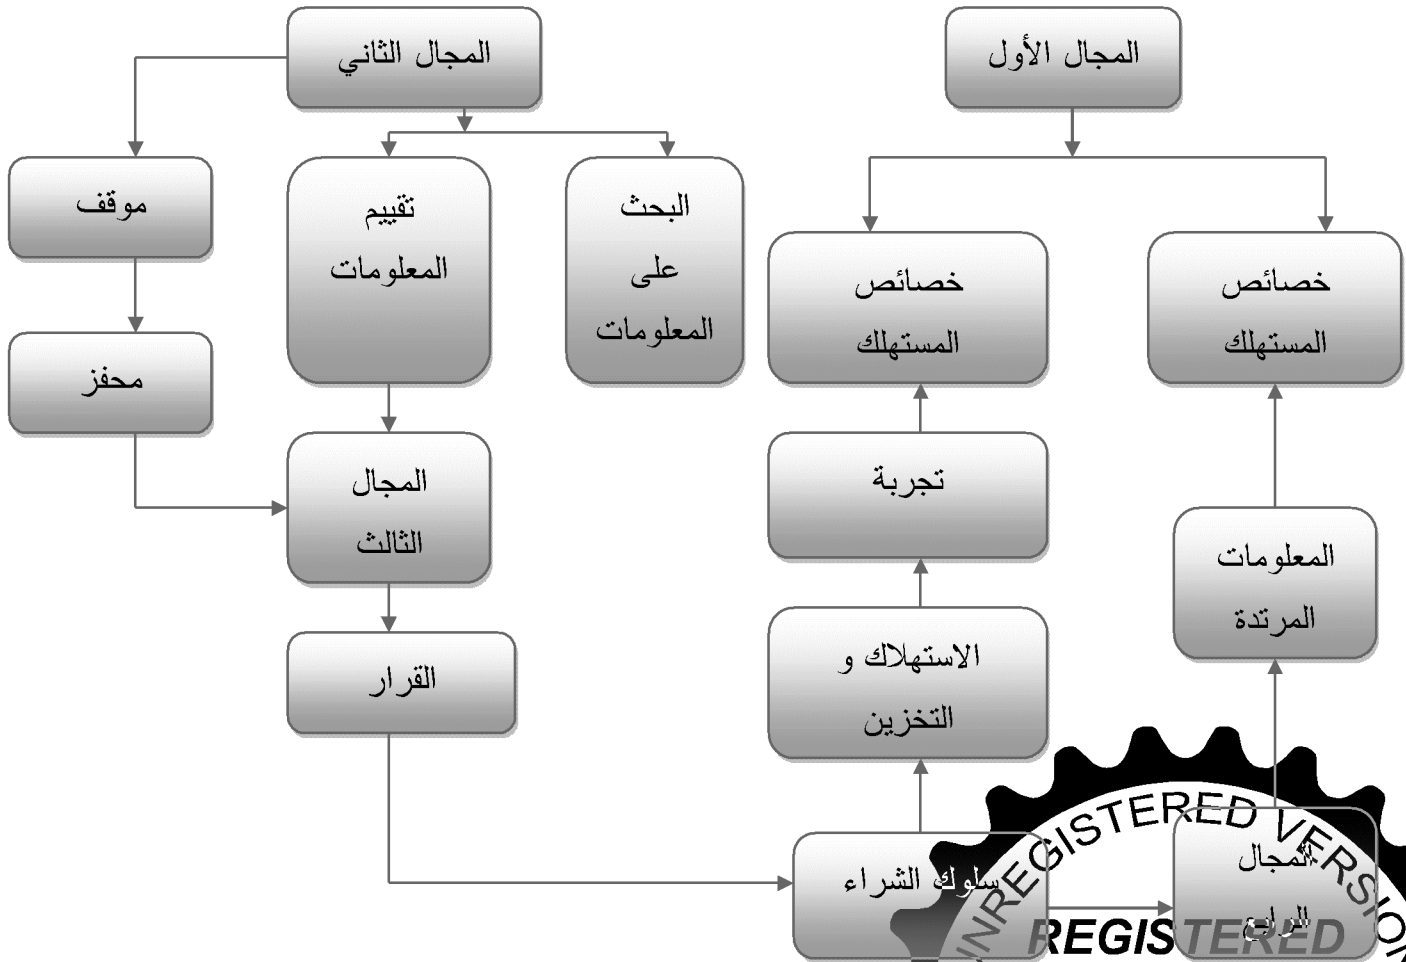 المجال الأول
المجال الثاني
موقف
تقييم
المعلومات
البحث
على
المعلومات
خصائص
المستهلك
خصائص
المستهلك
محفز
المجال
الثالث
تجربة
المعلومات
المرتدة
القرار
الاستهلاك و
التخزين
سلوك الشراء
المجال
الرابع
UNREGISTERED VERSION
REGISTERED